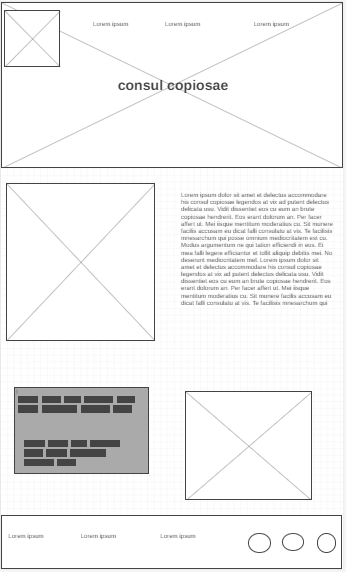 Lorem ipsum Lorem ipsum Lorem ipsum
consul copiosae
Lorem ipsum dolor sit amet et delectus accommodare
his consul copiosae legendos at vix ad putent delectus
delicata usu. Vidit dissentiet eos cu eum an brute
copiosae hendrerit. Eos erant dolorum an. Per facer
affert ut. Mei iisque mentitum moderatius cu. Sit munere
facilis accusam eu dicat falli consulatu at vis. Te facilisis
mnesarchum qui posse omnium mediocritatem est cu.
Modus argumentum ne qui tation efficiendi in eos. Ei
mea falli legere efficiantur et tollit aliquip debitis mei. No
deserunt mediocritatem mel. Lorem ipsum dolor sit
amet et delectus accommodare his consul copiosae
legendos at vix ad putent delectus delicata usu. Vidit
dissentiet eos cu eum an brute copiosae hendrerit. Eos
erant dolorum an. Per facer affert ut. Mei iisque
mentitum moderatius cu. Sit munere facilis accusam eu
dicat falli consulatu at vis. Te facilisis mnesarchum qui
Lorem ipsum Lorem ipsum Lorem ipsum